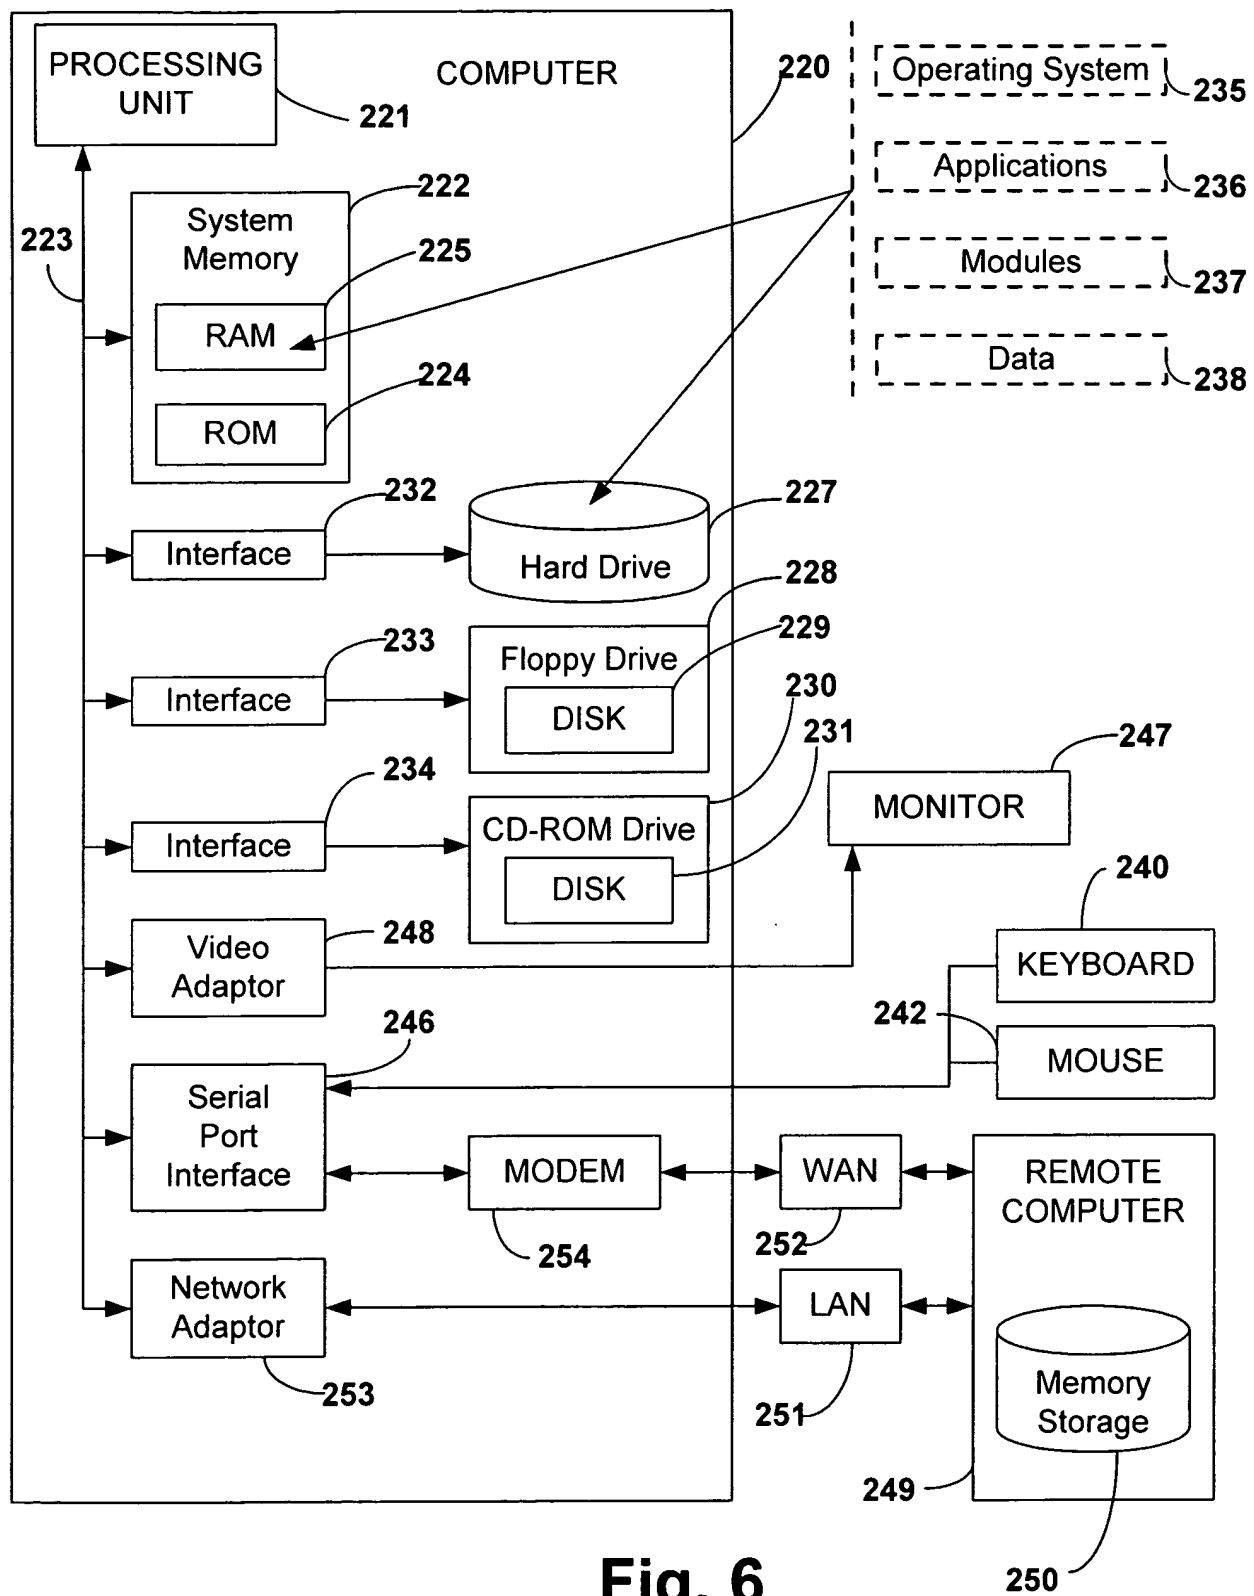 PROCESSING
UNIT
COMPUTER
220
221
Operating System
235
Applications
236
Modules
237
Data
238
222
System
Memory
223
225
RAM
224
ROM
232
Interface
227
Hard Drive
228
233
Interface
229
Floppy Drive
DISK
230
231
234
Interface
CD-ROM Drive
DISK
247
MONITOR
240
KEYBOARD
248
Video
Adaptor
242
MOUSE
246
Serial
Port
Interface
MODEM
254
WAN
252
REMOTE
COMPUTER
Network
Adaptor
253
LAN
251
Memory
Storage
249
250
Fig. 6